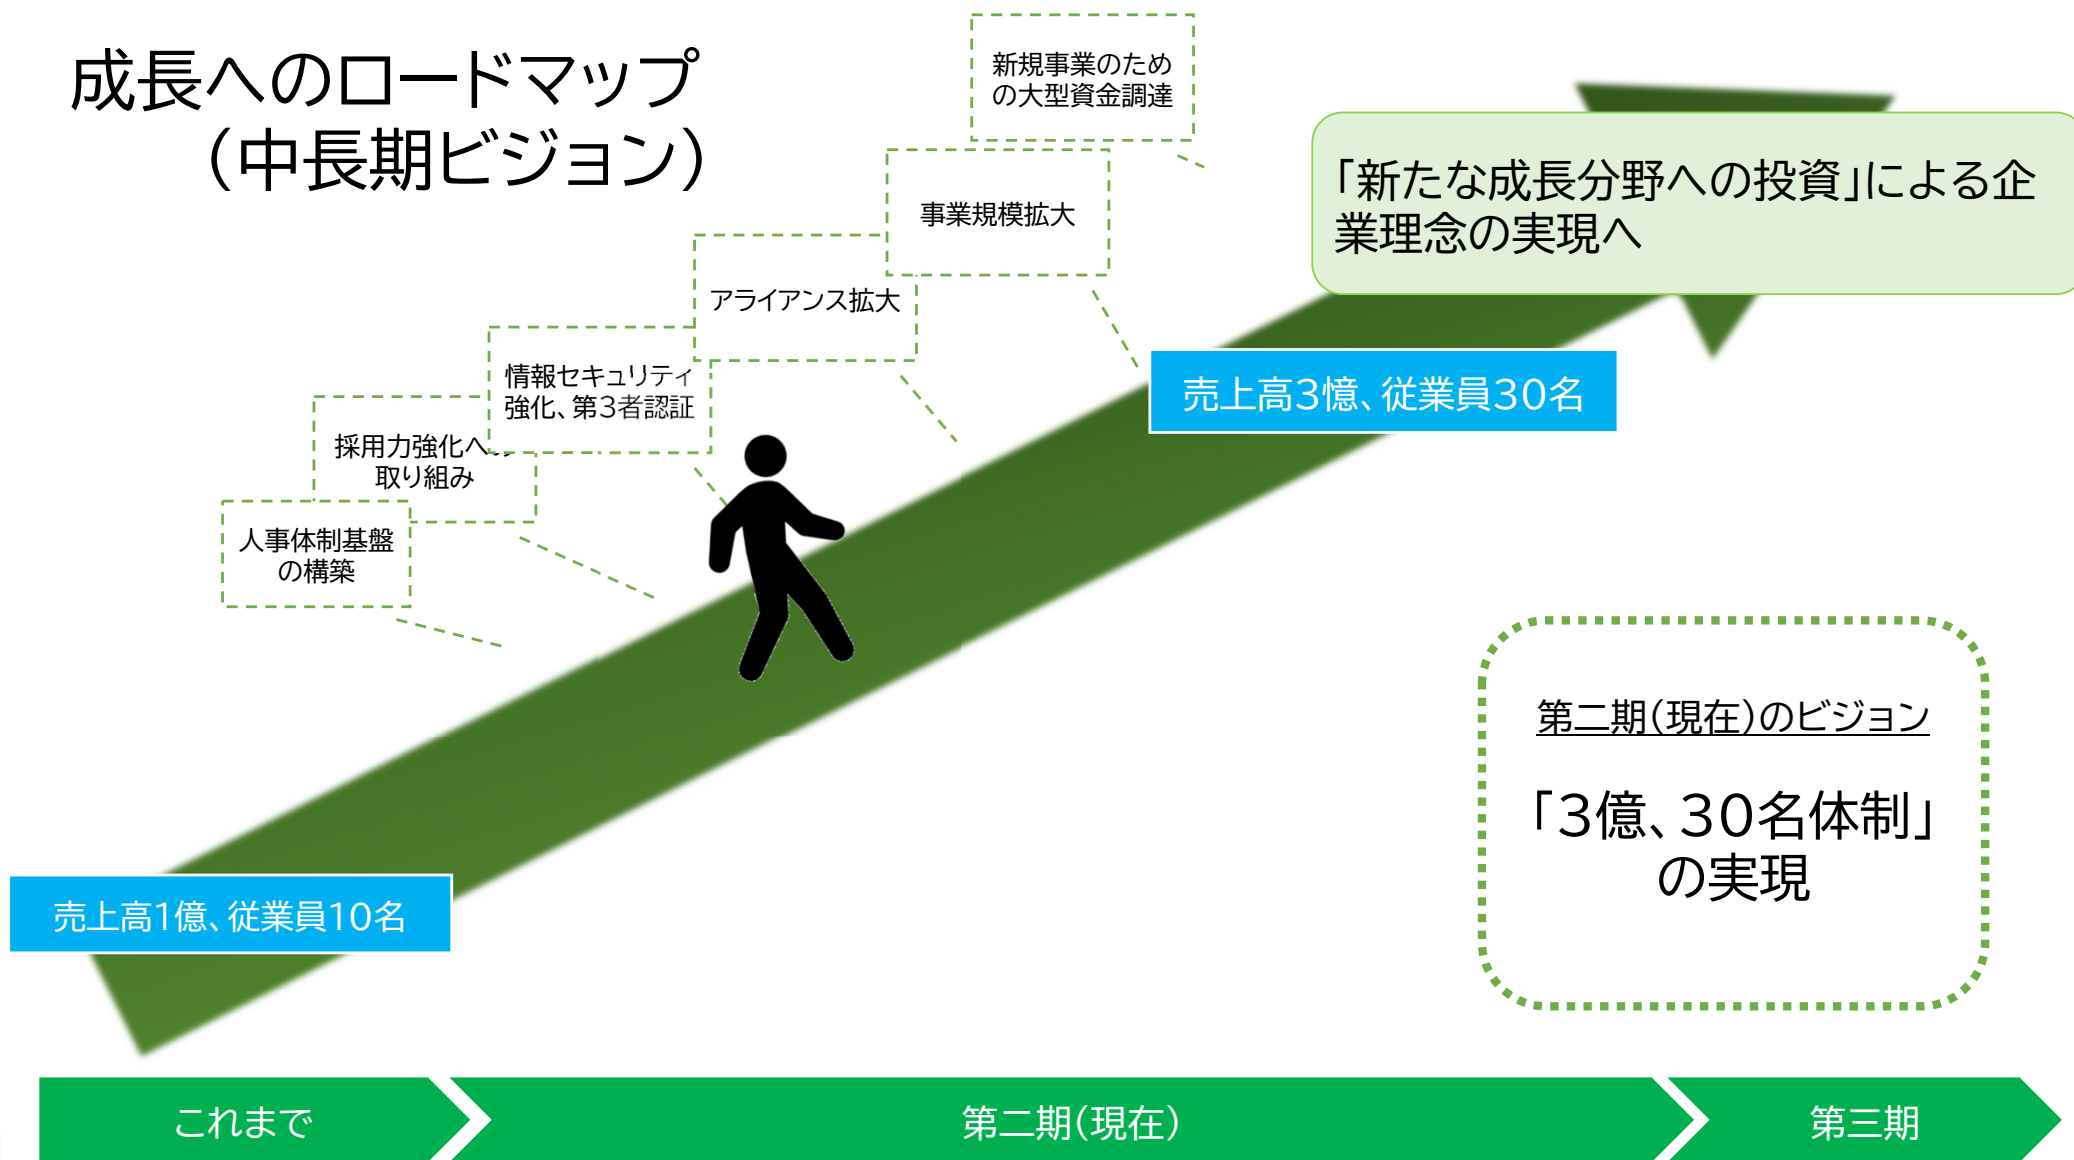 成長へのロードマップ
（中長期ビジョン）
新規事業のため
の大型資金調達
「新たな成長分野への投資」による企
業理念の実現へ
事業規模拡大
アライアンス拡大
売上高3憶、従業員30名
情報セキュリティ
強化、第3者認証
採用力強化へ
取り組み
人事体制基盤
の構築
第二期（現在）のビジョン
「3億、30名体制」
の実現
売上高1億、従業員10名
これまで
第二期（現在）
第三期